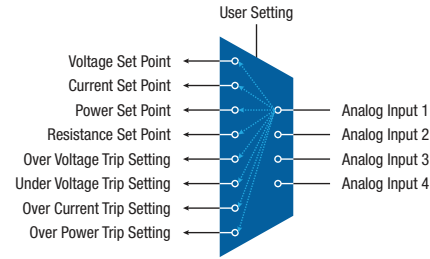 User Setting
Voltage Set Point
Current Set Point
Power Set Point
Resistance Set Point
Over Voltage Trip Setting
Under Voltage Trip Setting
Over Current Trip Setting
Over Power Trip Setting
Analog Input 1
Analog Input 2
Analog Input 3
Analog Input 4